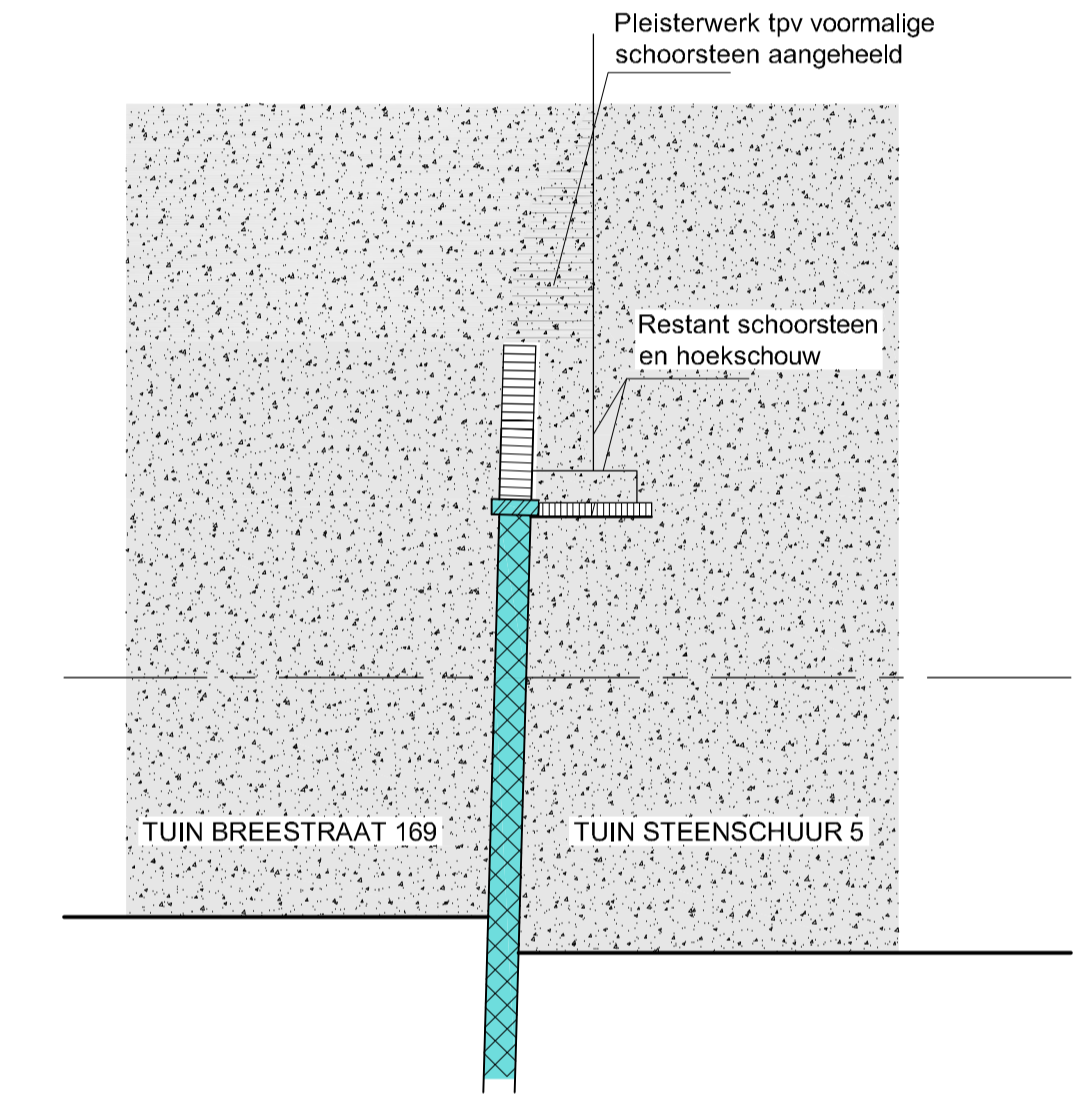 Pleisterwerk tpv voormalige
schoorsteen aangeheeld
Restant schoorsteen
en hoekschouw
TUIN BREESTRAAT 169
TUIN STEENSCHUUR 5